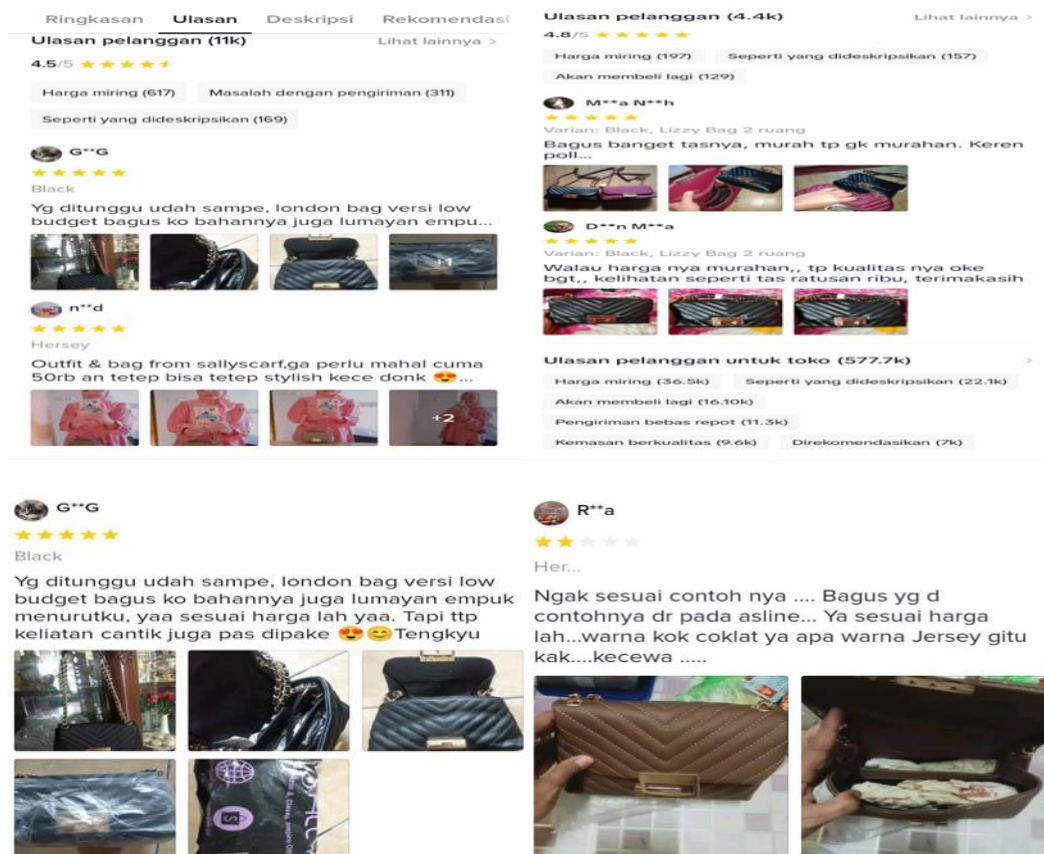 Ringkasan Ulasan Deskripsi Rekomendasi
Ulasan pelanggan (11k) Lihat lainnya >
4.5/5
Harga miring (617) Masalah dengan pengiriman (311)
Seperti yang dideskripsikan (169)
G**G
Black
Yg ditunggu udah sampe, london bag versi low
budget bagus ko bahannya juga lumayan empu...
+1
n**d
Hersey
Outfit & bag from sallyscarf,ga perlu mahal cuma
50rb an tetep bisa tetep stylish kece donk 😍...
+2
Ulasan pelanggan (4.4k) Lihat lainnya >
4.8/5
Harga miring (197) Seperti yang dideskripsikan (157)
Akan membeli lagi (129)
M**a N**h
Varian: Black, Lizzy Bag 2 ruang
Bagus banget tasnya, murah tp gk murahan. Keren
poll...
D**n M**a
Varian: Black, Lizzy Bag 2 ruang
Walau harga nya murahan,, tp kualitas nya oke
bgt,, kelihatan seperti tas ratusan ribu, terimakasih
Ulasan pelanggan untuk toko (577.7k) >
Harga miring (36.5k) Seperti yang dideskripsikan (22.1k)
Akan membeli lagi (16.10k)
Pengiriman bebas repot (11.3k)
Kemasan berkualitas (9.6k) Direkomendasikan (7k)
G**G
Black
Yg ditunggu udah sampe, london bag versi low
budget bagus ko bahannya juga lumayan empuk
menurutku, yaa sesuai harga lah yaa. Tapi ttp
keliatan cantik juga pas dipake 😍😊Tengkyu
R**a
Her...
Ngak sesuai contoh nya .... Bagus yg d
contohnya dr pada asline... Ya sesuai harga
lah...warna kok coklat ya apa warna Jersey gitu
kak....kecewa .....